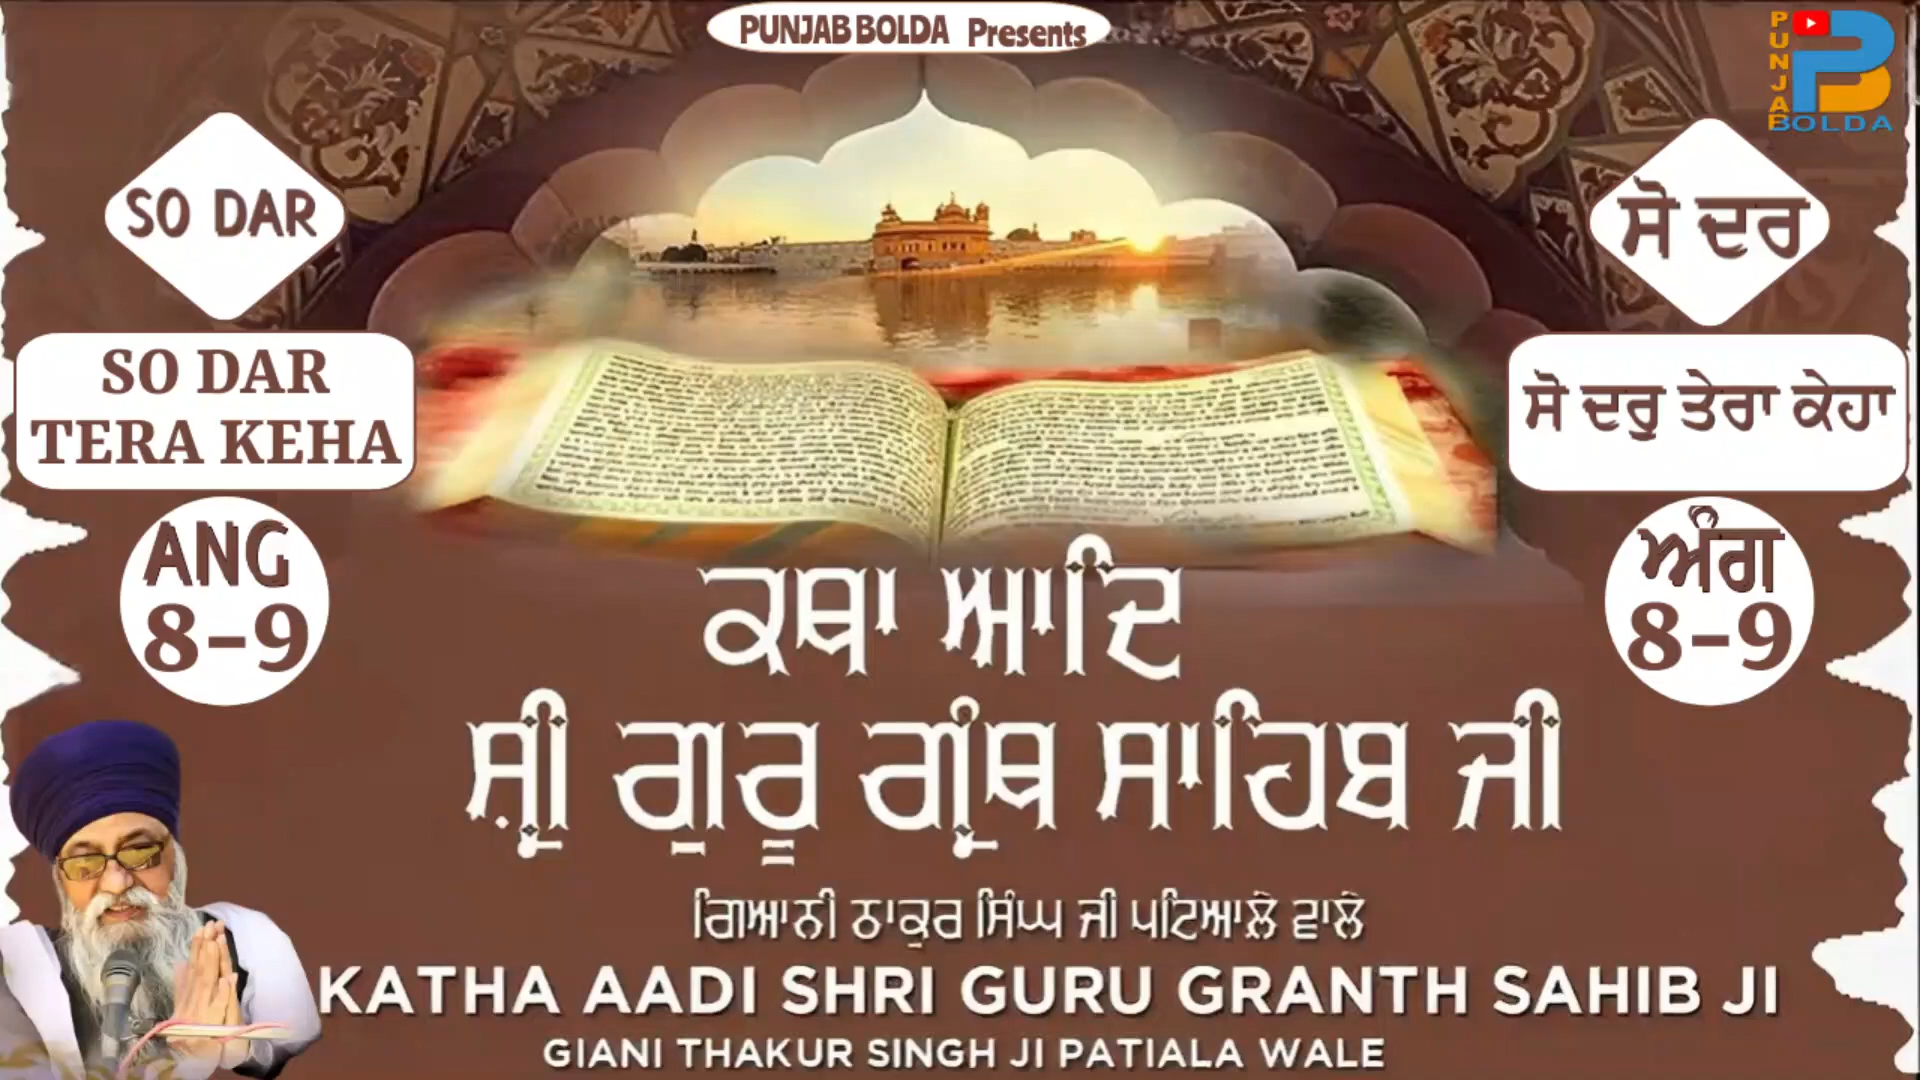 PUNJAB BOLDA Presents
PUNJAB
BOLDA
SO DAR
ਸੋ ਦਰ
SO DAR
TERA KEHA
ਸੋ ਦਰੁ ਤੇਰਾ ਕੇਹਾ
ANG
8-9
ਅੰਗ
8-9
ਕਥਾ ਆਦਿ
ਸ਼੍ਰੀ ਗੁਰੂ ਗ੍ਰੰਥ ਸਾਹਿਬ ਜੀ
ਗਿਆਨੀ ਠਾਕੁਰ ਸਿੰਘ ਜੀ ਪਟਿਆਲੇ ਵਾਲੇ
KATHA AADI SHRI GURU GRANTH SAHIB JI
GIANI THAKUR SINGH JI PATIALA WALE